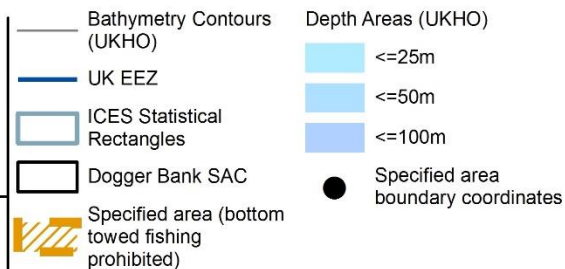 Bathymetry Contours
(UKHO)
UK EEZ
ICES Statistical
Rectangles
Dogger Bank SAC
Specified area (bottom
towed fishing
prohibited)
Depth Areas (UKHO)
<=25m
<=50m
<=100m
Specified area
boundary coordinates